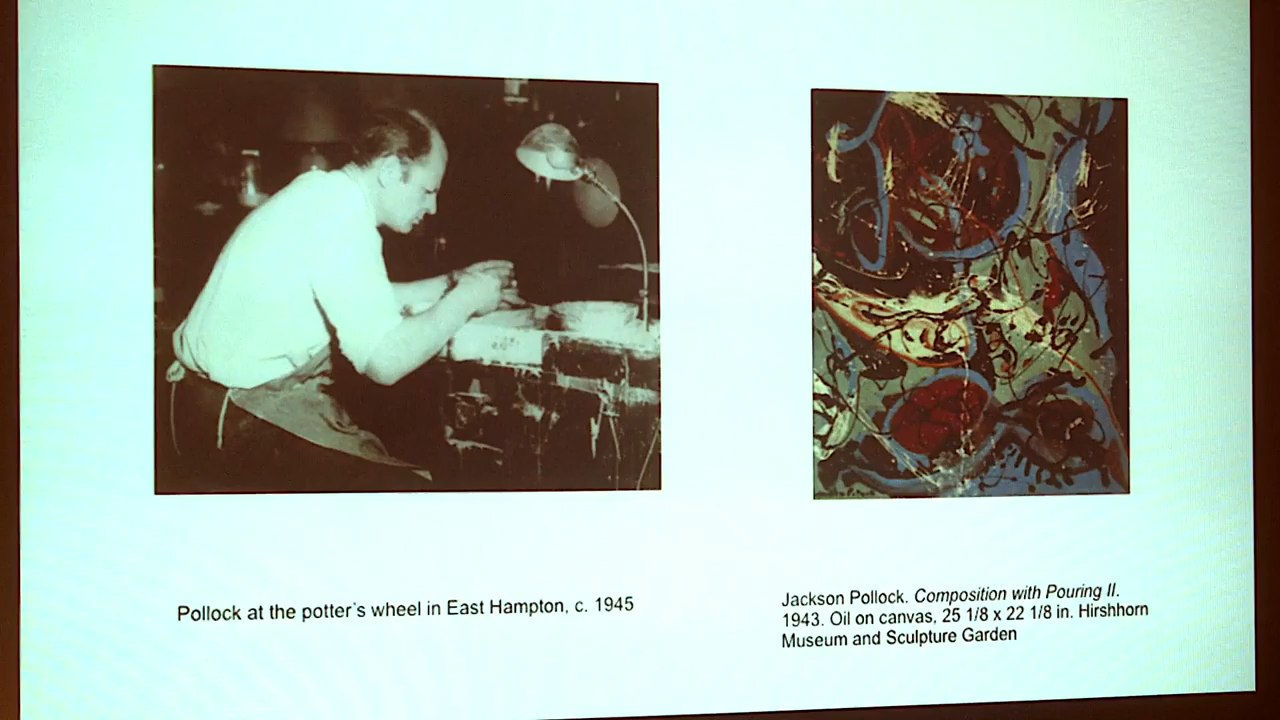 Pollock at the potter's wheel in East Hampton, c. 1945
Jackson Pollock. Composition with Pouring II.
1943. Oil on canvas, 25 1/8 x 22 1/8 in. Hirshhorn
Museum and Sculpture Garden